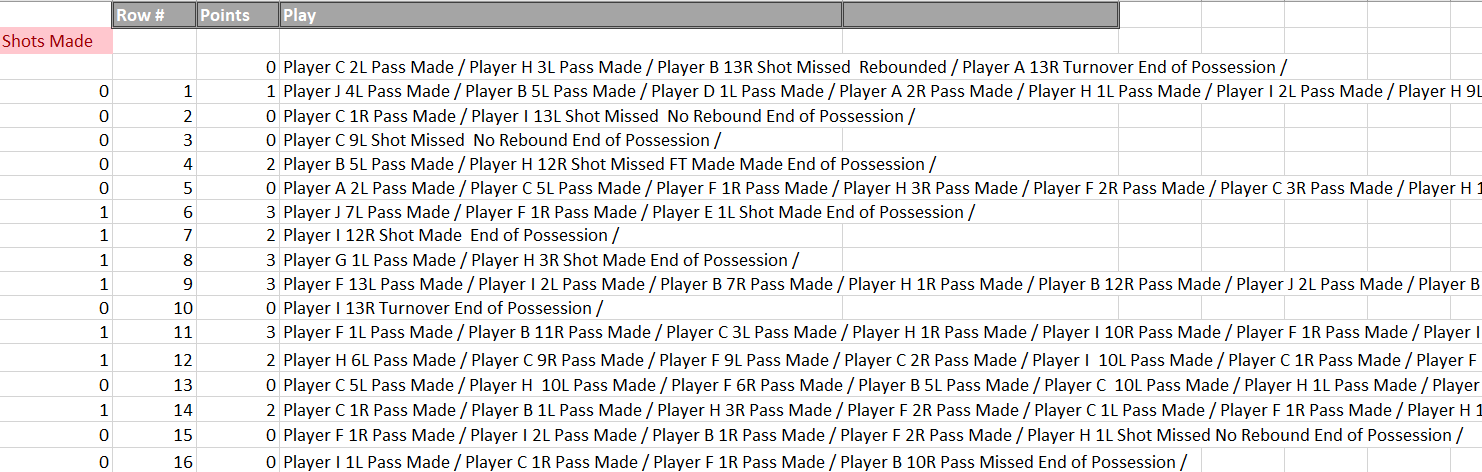 Row # Points Play
Shots Made
0 Player C 2L Pass Made / Player H 3L Pass Made / Player B 13R Shot Missed  Rebounded / Player A 13R Turnover End of Possession /
0 1 1 Player J 4L Pass Made / Player B 5L Pass Made / Player D 1L Pass Made / Player A 2R Pass Made / Player H 1L Pass Made / Player I 2L Pass Made / Player H 9L
0 2 0 Player C 1R Pass Made / Player I 13L Shot Missed  No Rebound End of Possession /
0 3 0 Player C 9L Shot Missed  No Rebound End of Possession /
0 4 2 Player B 5L Pass Made / Player H 12R Shot Missed FT Made Made End of Possession /
0 5 0 Player A 2L Pass Made / Player C 5L Pass Made / Player F 1R Pass Made / Player H 3R Pass Made / Player F 2R Pass Made / Player C 3R Pass Made / Player H 1
1 6 3 Player J 7L Pass Made / Player F 1R Pass Made / Player E 1L Shot Made End of Possession /
1 7 2 Player I 12R Shot Made  End of Possession /
1 8 3 Player G 1L Pass Made / Player H 3R Shot Made End of Possession /
1 9 3 Player F 13L Pass Made / Player I 2L Pass Made / Player B 7R Pass Made / Player H 1R Pass Made / Player B 12R Pass Made / Player J 2L Pass Made / Player B
0 10 0 Player I 13R Turnover End of Possession /
1 11 3 Player F 1L Pass Made / Player B 11R Pass Made / Player C 3L Pass Made / Player H 1R Pass Made / Player I 10R Pass Made / Player F 1R Pass Made / Player I
1 12 2 Player H 6L Pass Made / Player C 9R Pass Made / Player F 9L Pass Made / Player C 2R Pass Made / Player I  10L Pass Made / Player C 1R Pass Made / Player F
0 13 0 Player C 5L Pass Made / Player H  10L Pass Made / Player F 6R Pass Made / Player B 5L Pass Made / Player C  10L Pass Made / Player H 1L Pass Made / Player
1 14 2 Player C 1R Pass Made / Player B 1L Pass Made / Player H 3R Pass Made / Player F 2R Pass Made / Player C 1L Pass Made / Player F 1R Pass Made / Player H 1
0 15 0 Player F 1R Pass Made / Player I 2L Pass Made / Player B 1R Pass Made / Player F 2R Pass Made / Player H 1L Shot Missed No Rebound End of Possession /
0 16 0 Player I 1L Pass Made / Player C 1R Pass Made / Player F 1R Pass Made / Player B 10R Pass Missed End of Possession /